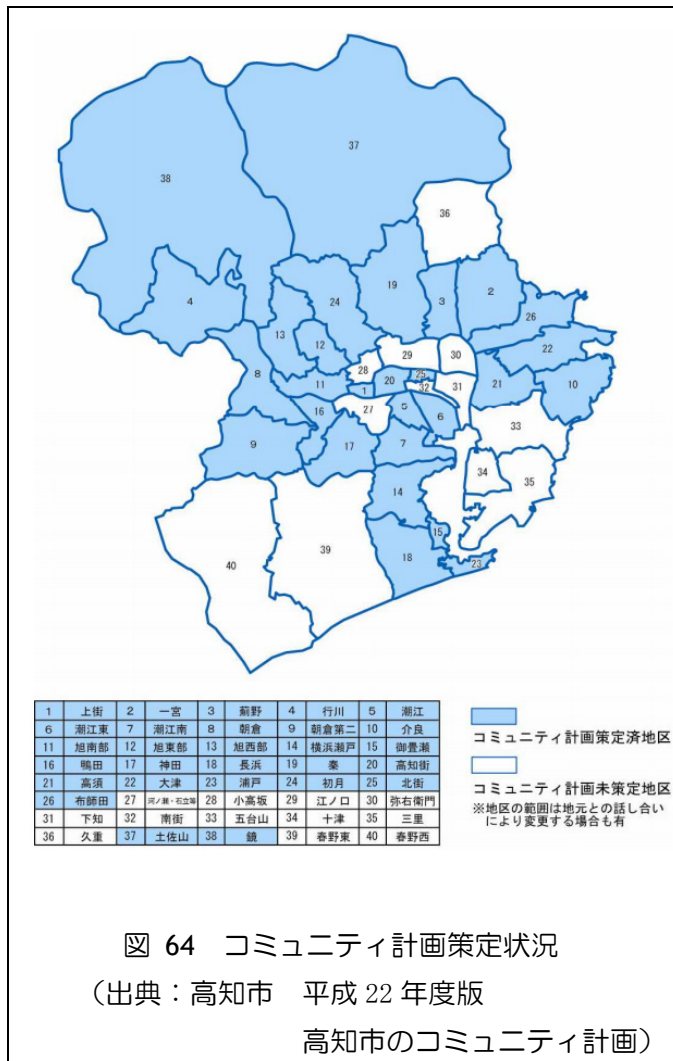 37
38
36
4
24
19
3
2
26
13
12
22
29
30
28
25
8
11
1
20
32
31
21
10
16
27
5
6
33
9
17
7
34
35
14
15
40
39
18
23
1 上街 2 一宮 3 薊野 4 行川 5 潮江
6 潮江東 7 潮江南 8 朝倉 9 朝倉第二 10 介良
11 旭南部 12 旭東部 13 旭西部 14 横浜瀬戸 15 御畳瀬
16 鴨田 17 神田 18 長浜 19 秦 20 高知街
21 高須 22 大津 23 浦戸 24 初月 25 北街
26 布師田 27 河ノ瀬・石立等 28 小高坂 29 江ノ口 30 弥右衛門
31 下知 32 南街 33 五台山 34 十津 35 三里
36 久重 37 土佐山 38 鏡 39 春野東 40 春野西
コミュニティ計画策定済地区
コミュニティ計画未策定地区
※地区の範囲は地元との話し合い
により変更する場合も有
図 64 コミュニティ計画策定状況
（出典：高知市 平成 22 年度版
高知市のコミュニティ計画）